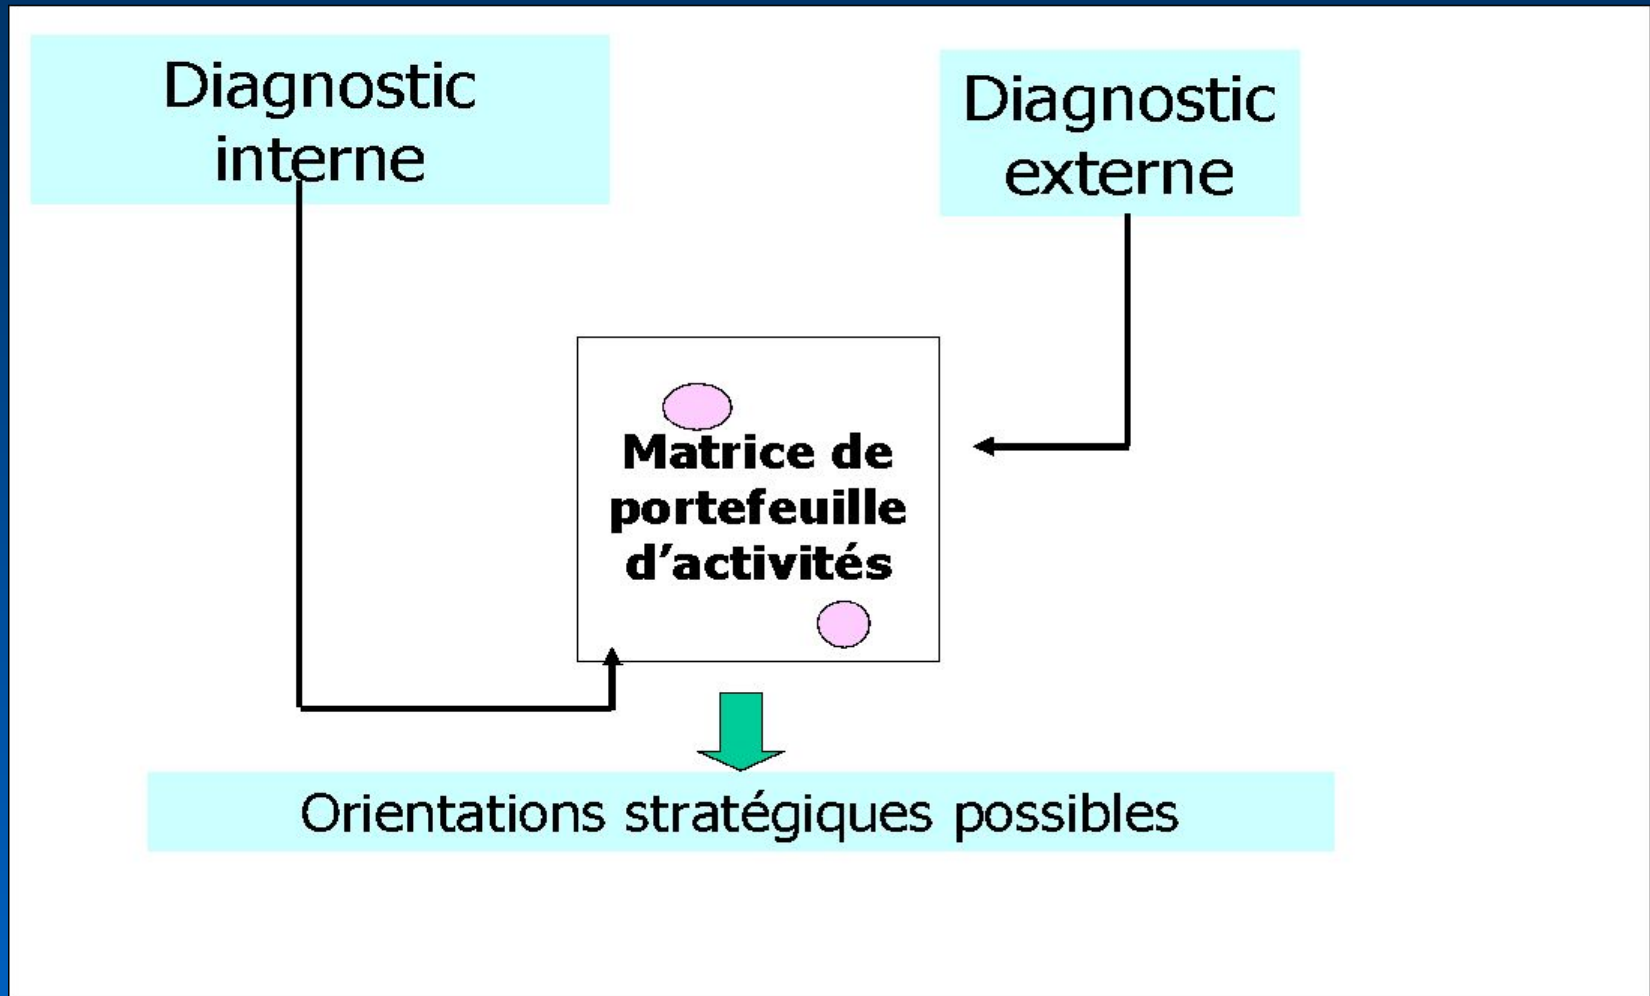 Diagnostic
interne
Diagnostic
externe
Matrice de
portefeuille
d’activités
Orientations stratégiques possibles